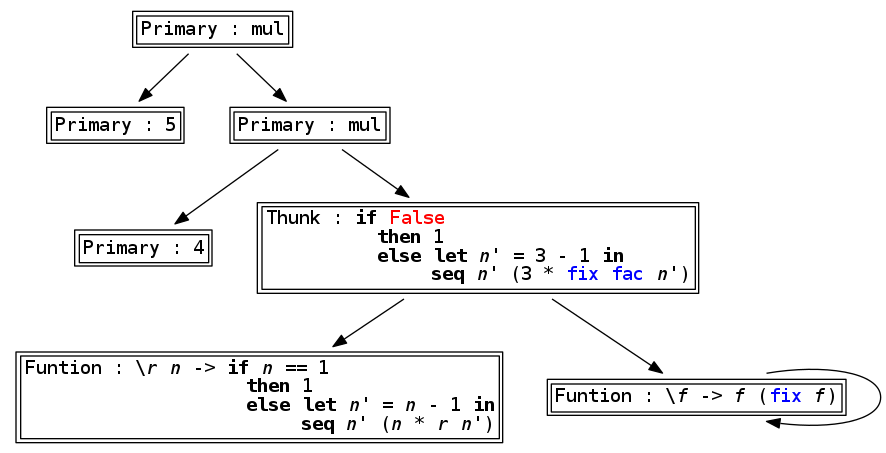 Primary : mul
Primary : 5
Primary : mul
Primary : 4
Thunk : if False
then 1
else let n' = 3 - 1 in
seq n' (3 * fix fac n')
Funtion : \r n -> if n == 1
then 1
else let n' = n - 1 in
seq n' (n * r n')
Funtion : \f -> f (fix f)